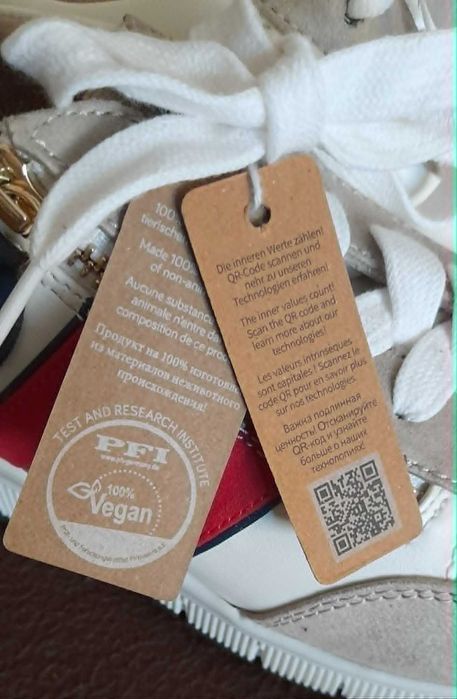 100
tierische
Made 100%
of non-an
Aucune substanc
animale n'entre da
composition de ce prod
Продукт на 100% изготовле
из материалов неживотного
происхождения!
TEST AND RESEARCH INSTITUTE
PFI
100%
Vegan
Die inneren Werte zählen!
QR-Code scannen und
mehr zu unseren
Technologien erfahren!
The inner values count!
Scan the QR code and
learn more about our
technologies!
Les valeurs intrinsèques
sont capitales! Scannez le
code QR pour en savoir plus
sur nos technologies.
Важна подлинная
ценность! Отсканируйте
QR-код и узнайте
больше о наших
технологиях!